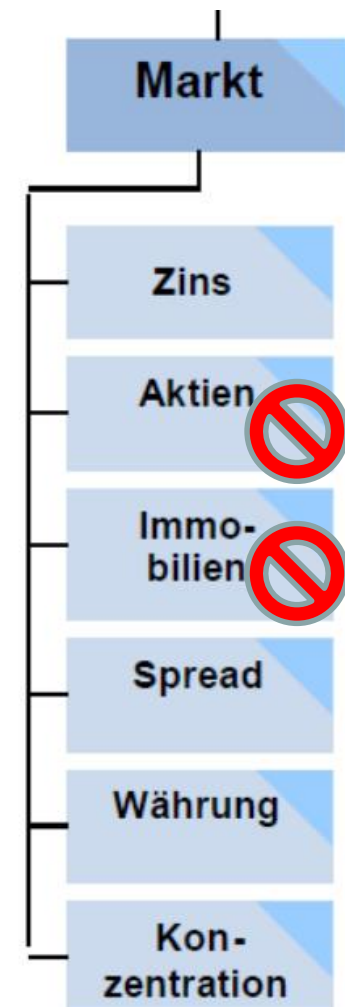 Markt
Zins
Aktien
Immo-
bilien
Spread
Währung
Kon-
zentration